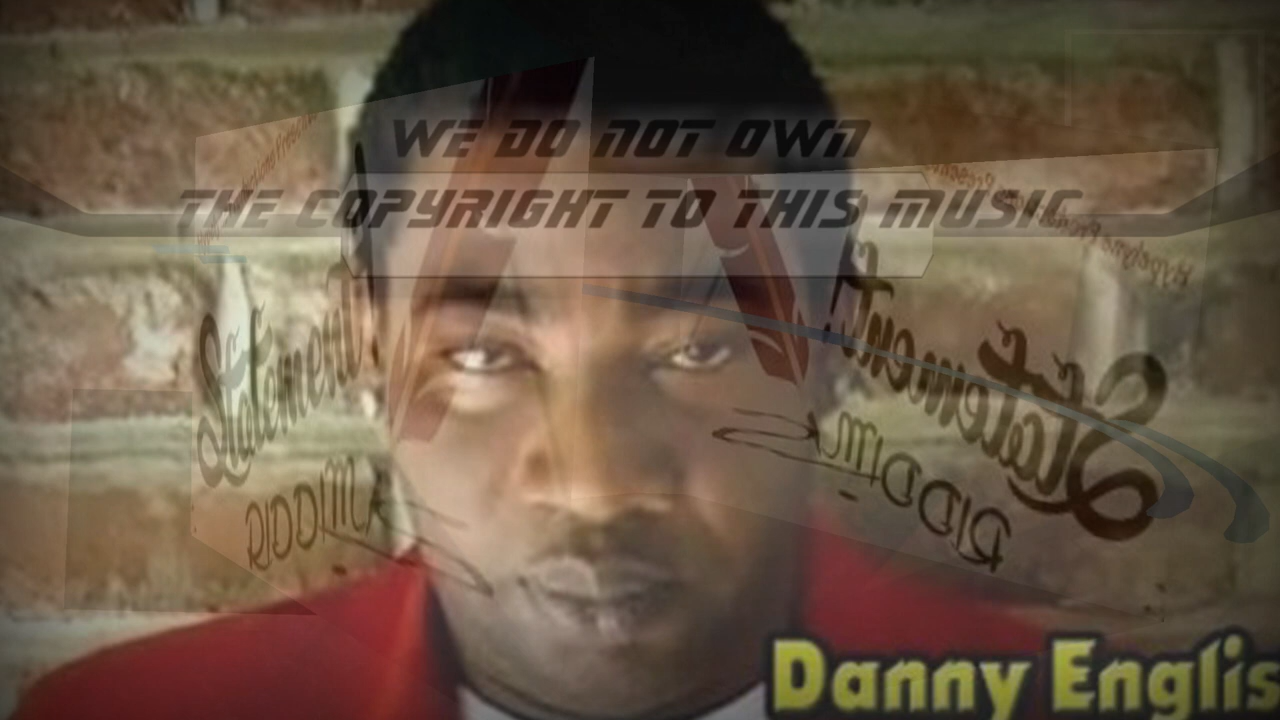 WE DO NOT OWN
THE COPYRIGHT TO THIS MUSIC
Statement
RIDDIM
Statement
RIDDIM
Danny Englis